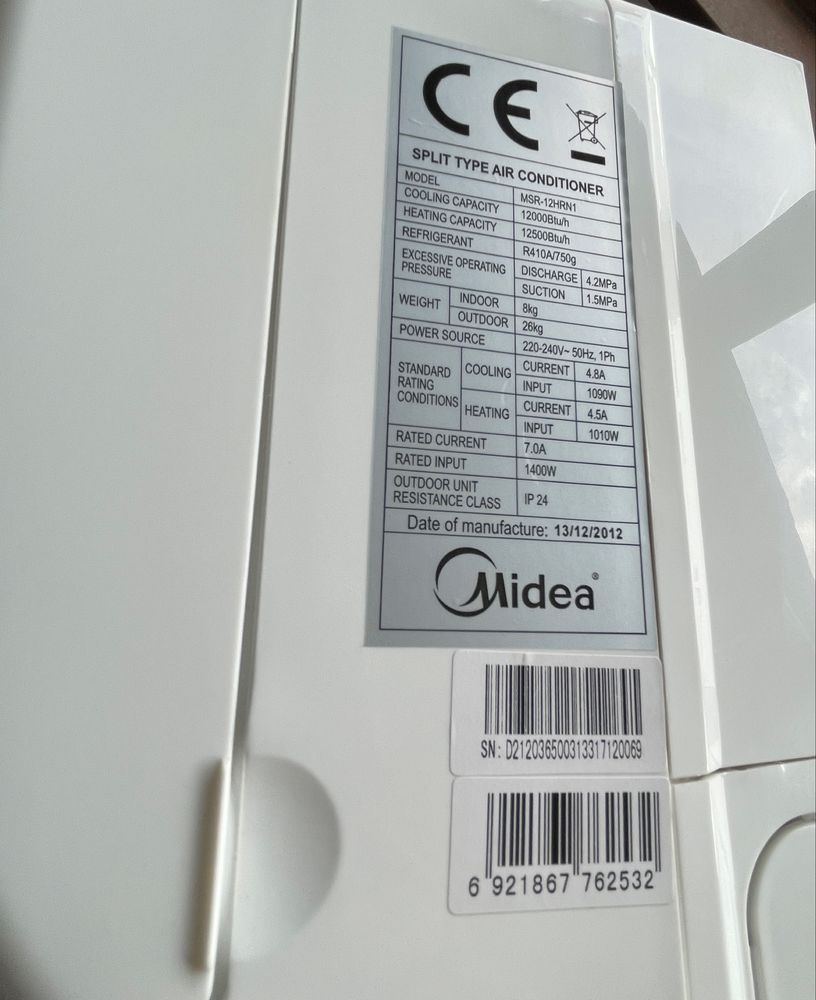 CE
SPLIT TYPE AIR CONDITIONER
MODEL MSR-12HRN1
COOLING CAPACITY 12000Btu/h
HEATING CAPACITY 12500Btu/h
REFRIGERANT R410A/750g
EXCESSIVE OPERATING PRESSURE DISCHARGE 4.2MPa
SUCTION 1.5MPa
WEIGHT INDOOR 8kg
OUTDOOR 26kg
POWER SOURCE 220-240V~ 50Hz, 1Ph
STANDARD RATING CONDITIONS COOLING CURRENT 4.8A
INPUT 1090W
HEATING CURRENT 4.5A
INPUT 1010W
RATED CURRENT 7.0A
RATED INPUT 1400W
OUTDOOR UNIT RESISTANCE CLASS IP 24
Date of manufacture: 13/12/2012
Midea®
SN: D212036500313317120069
6 921867 762532